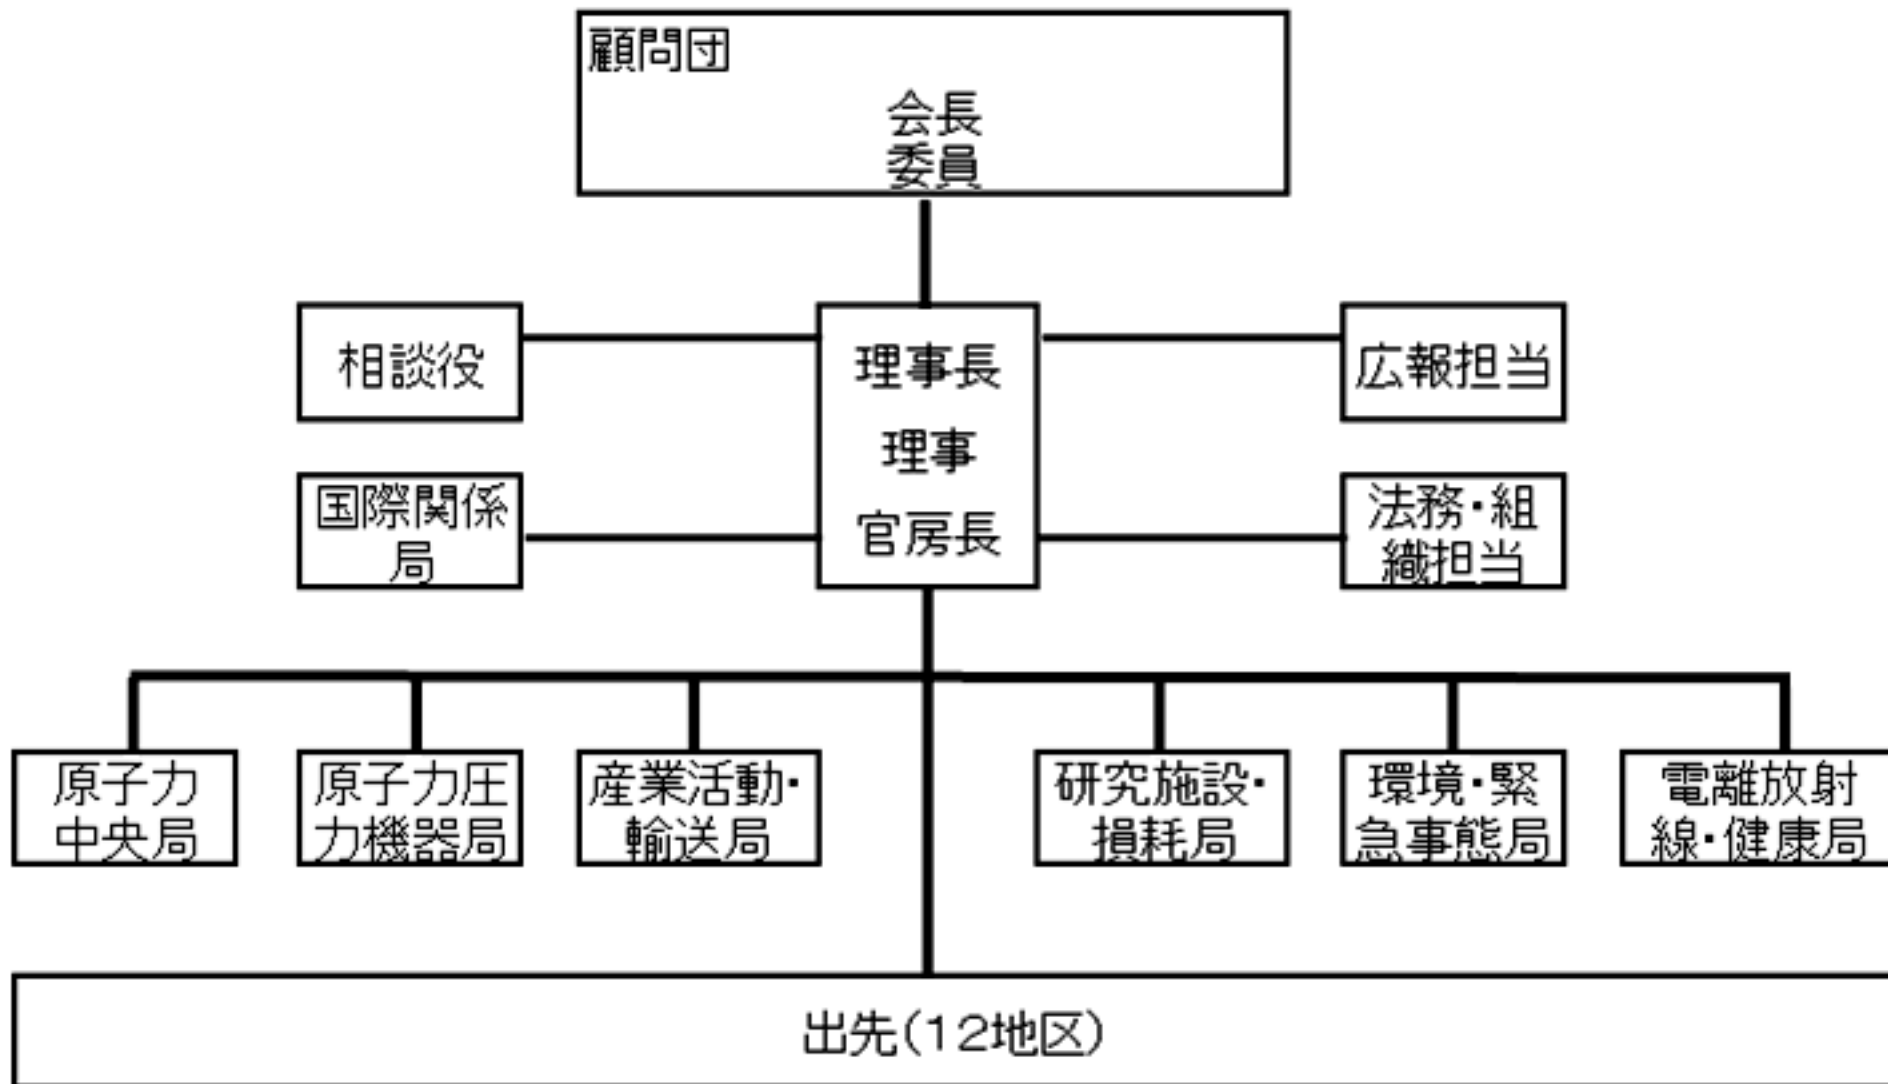 顧問団
会長
委員
相談役
理事長
理事
官房長
広報担当
国際関係
局
法務・組
織担当
原子力
中央局
原子力圧
力機器局
産業活動・
輸送局
研究施設・
損耗局
環境・緊
急事態局
電離放射
線・健康局
出先(12地区)